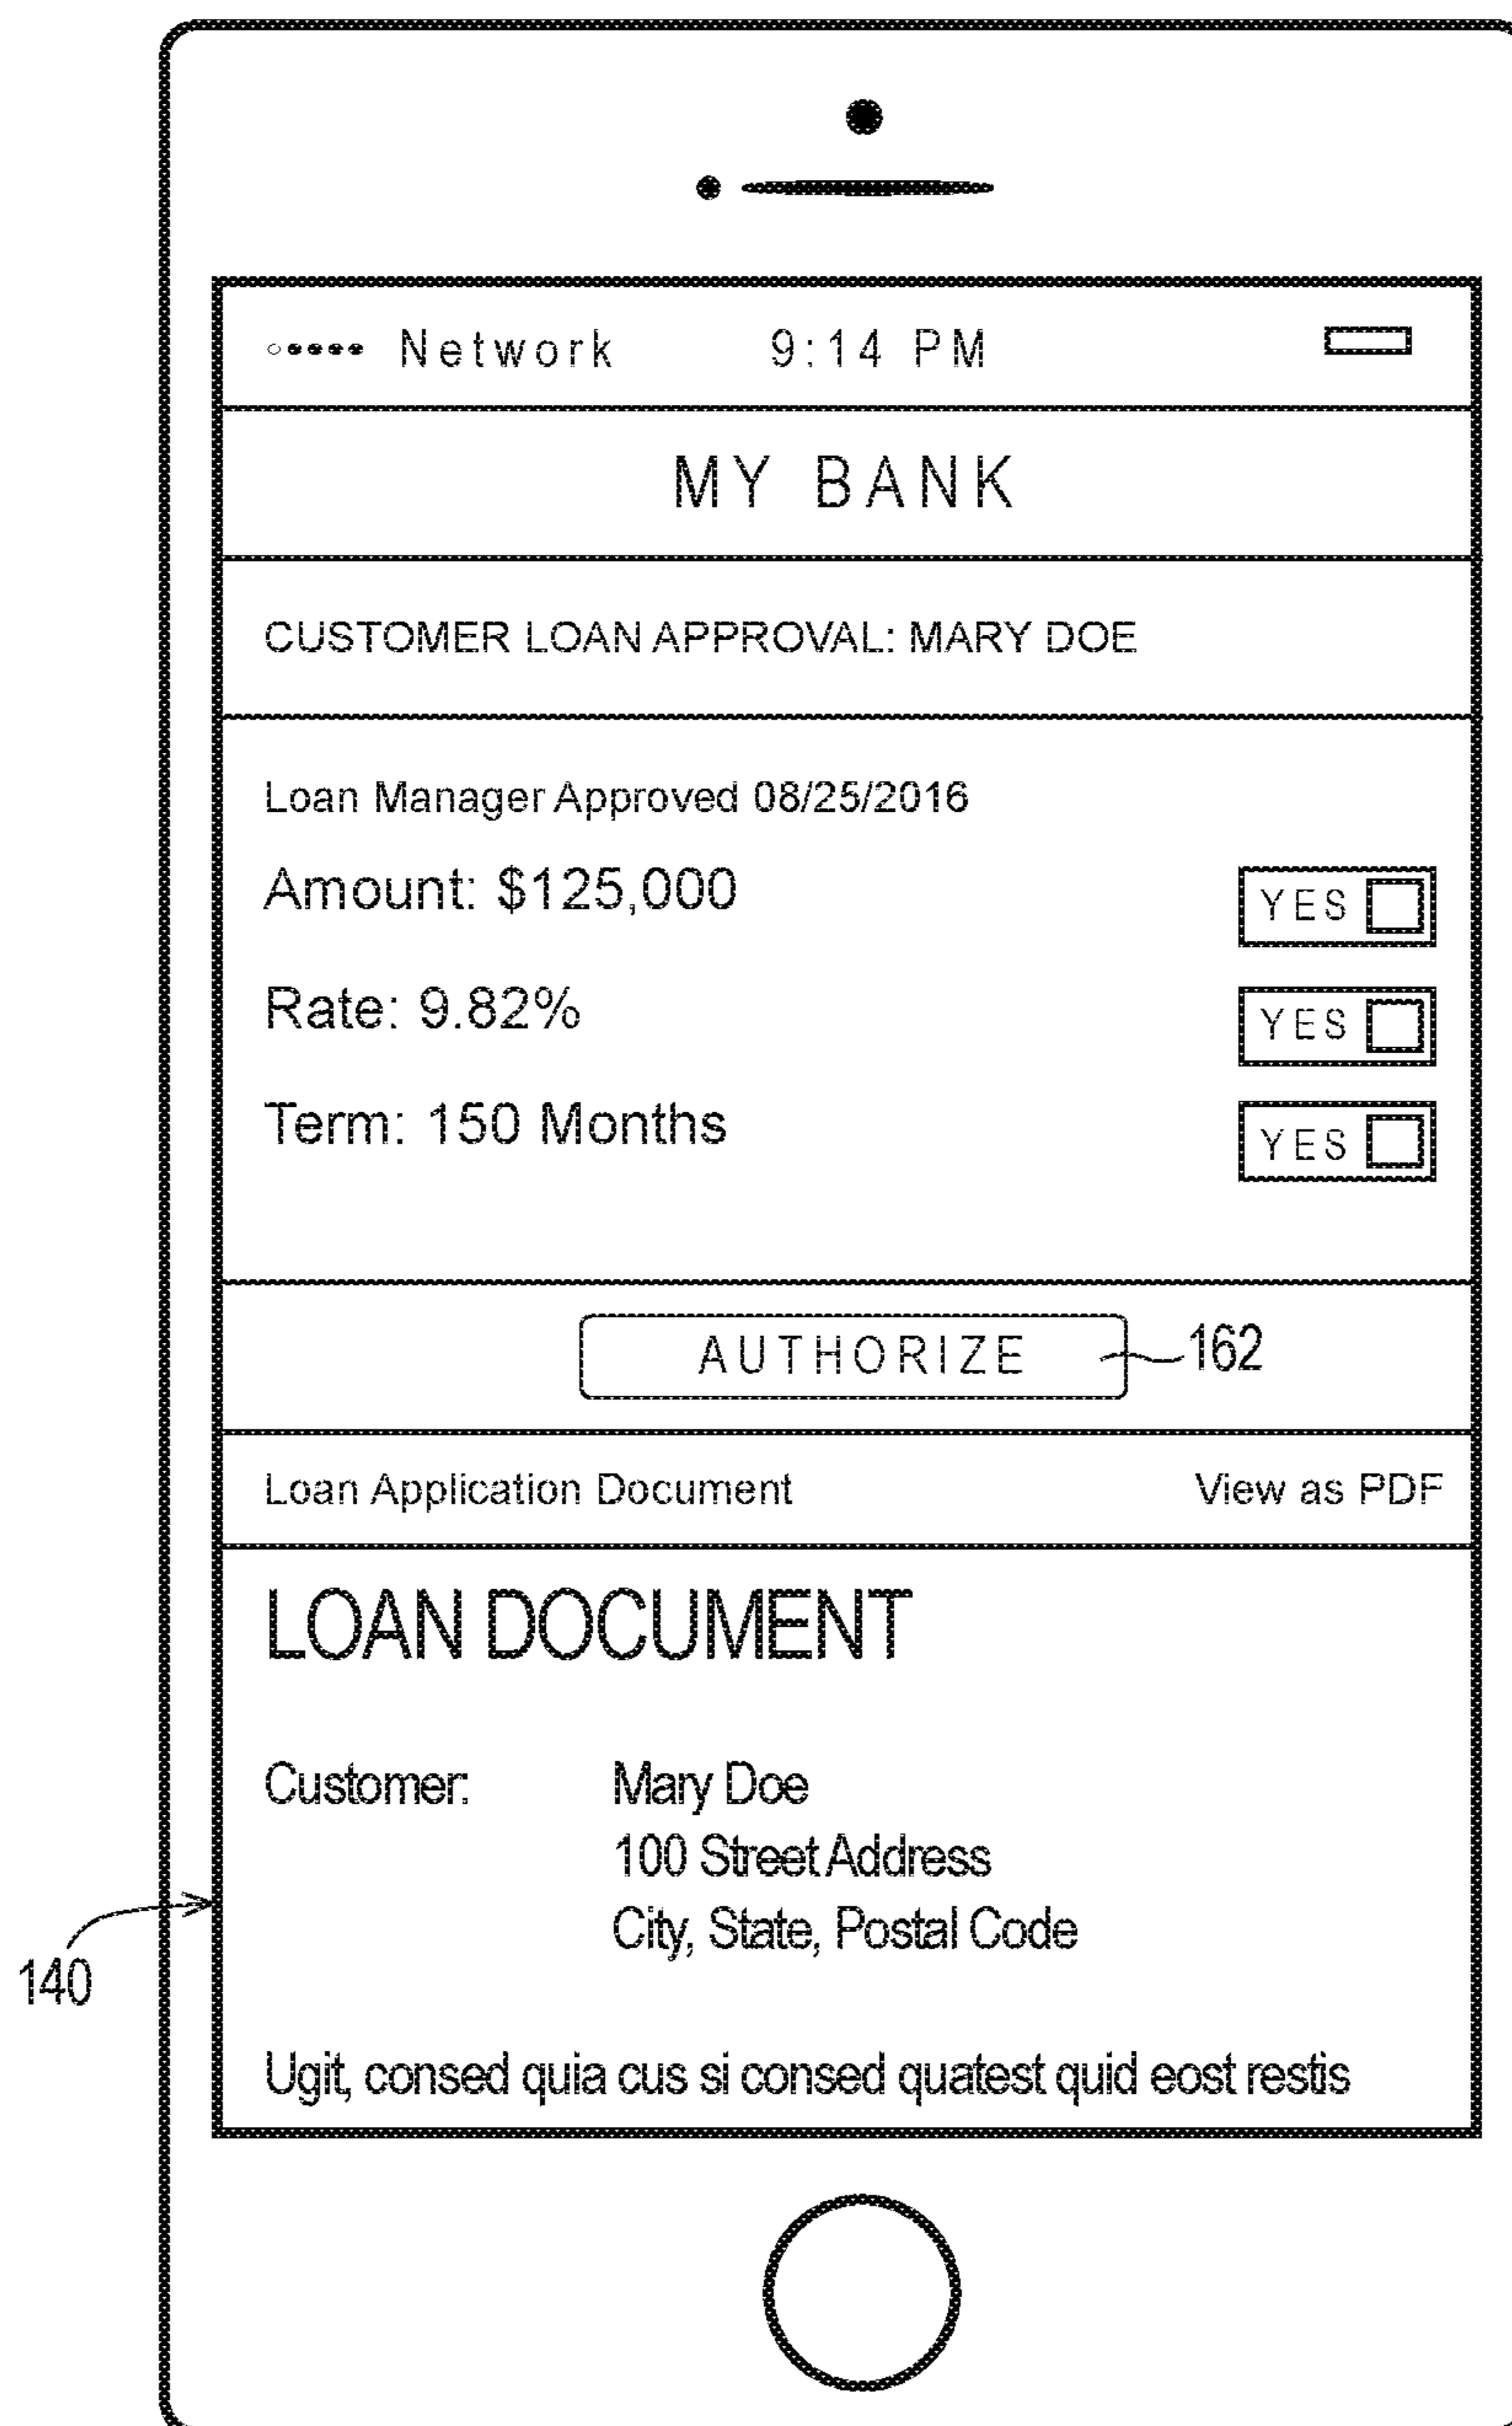 Network 9:14 PM
MY BANK
CUSTOMER LOAN APPROVAL: MARY DOE
Loan Manager Approved 08/25/2016
Amount: $125,000 YES
Rate: 9.82% YES
Term: 150 Months YES
AUTHORIZE 162
Loan Application Document View as PDF
LOAN DOCUMENT
Customer: Mary Doe
100 Street Address
City, State, Postal Code
140
Ugit, consed quia cus si consed quatest quid eost restis